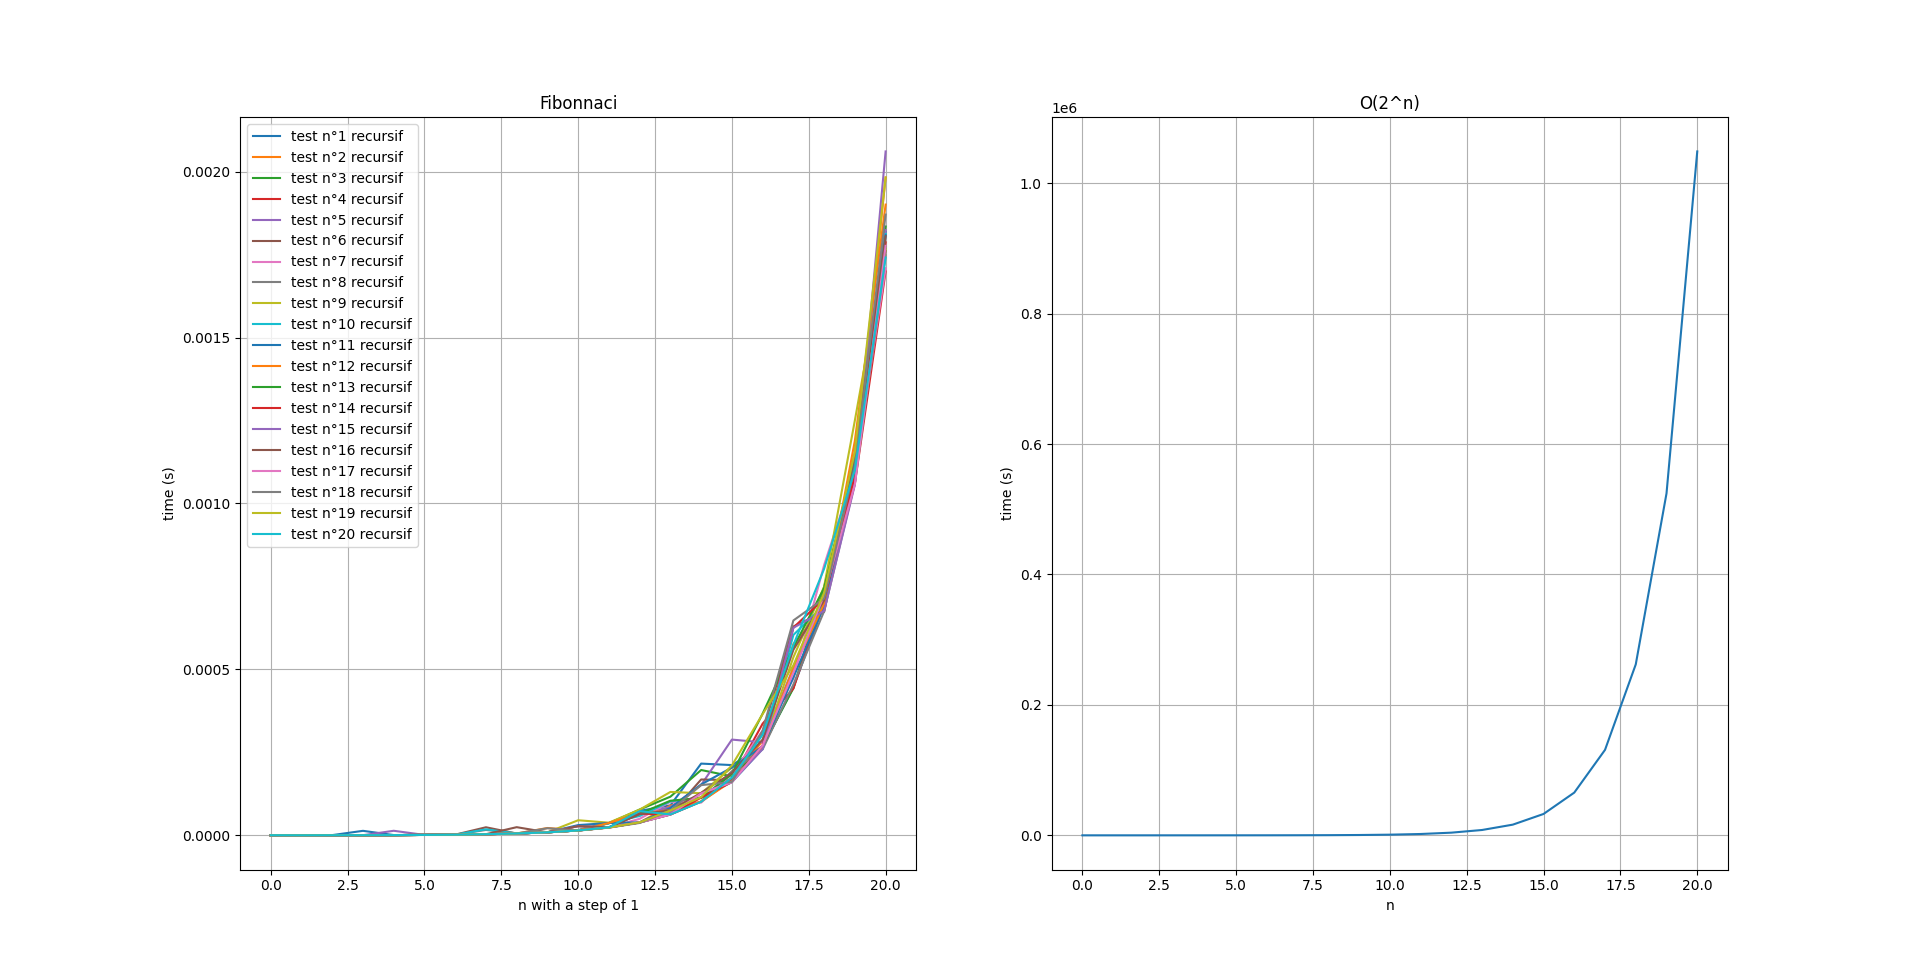 Fibonnaci
test n°1 recursif
test n°2 recursif
test n°3 recursif
test n°4 recursif
test n°5 recursif
test n°6 recursif
test n°7 recursif
test n°8 recursif
test n°9 recursif
test n°10 recursif
test n°11 recursif
test n°12 recursif
test n°13 recursif
test n°14 recursif
test n°15 recursif
test n°16 recursif
test n°17 recursif
test n°18 recursif
test n°19 recursif
test n°20 recursif
0.0020
0.0015
0.0010
0.0005
0.0000
time (s)
0.0 2.5 5.0 7.5 10.0 12.5 15.0 17.5 20.0
n with a step of 1
O(2^n)
1e6
1.0
0.8
0.6
0.4
0.2
0.0
time (s)
0.0 2.5 5.0 7.5 10.0 12.5 15.0 17.5 20.0
n